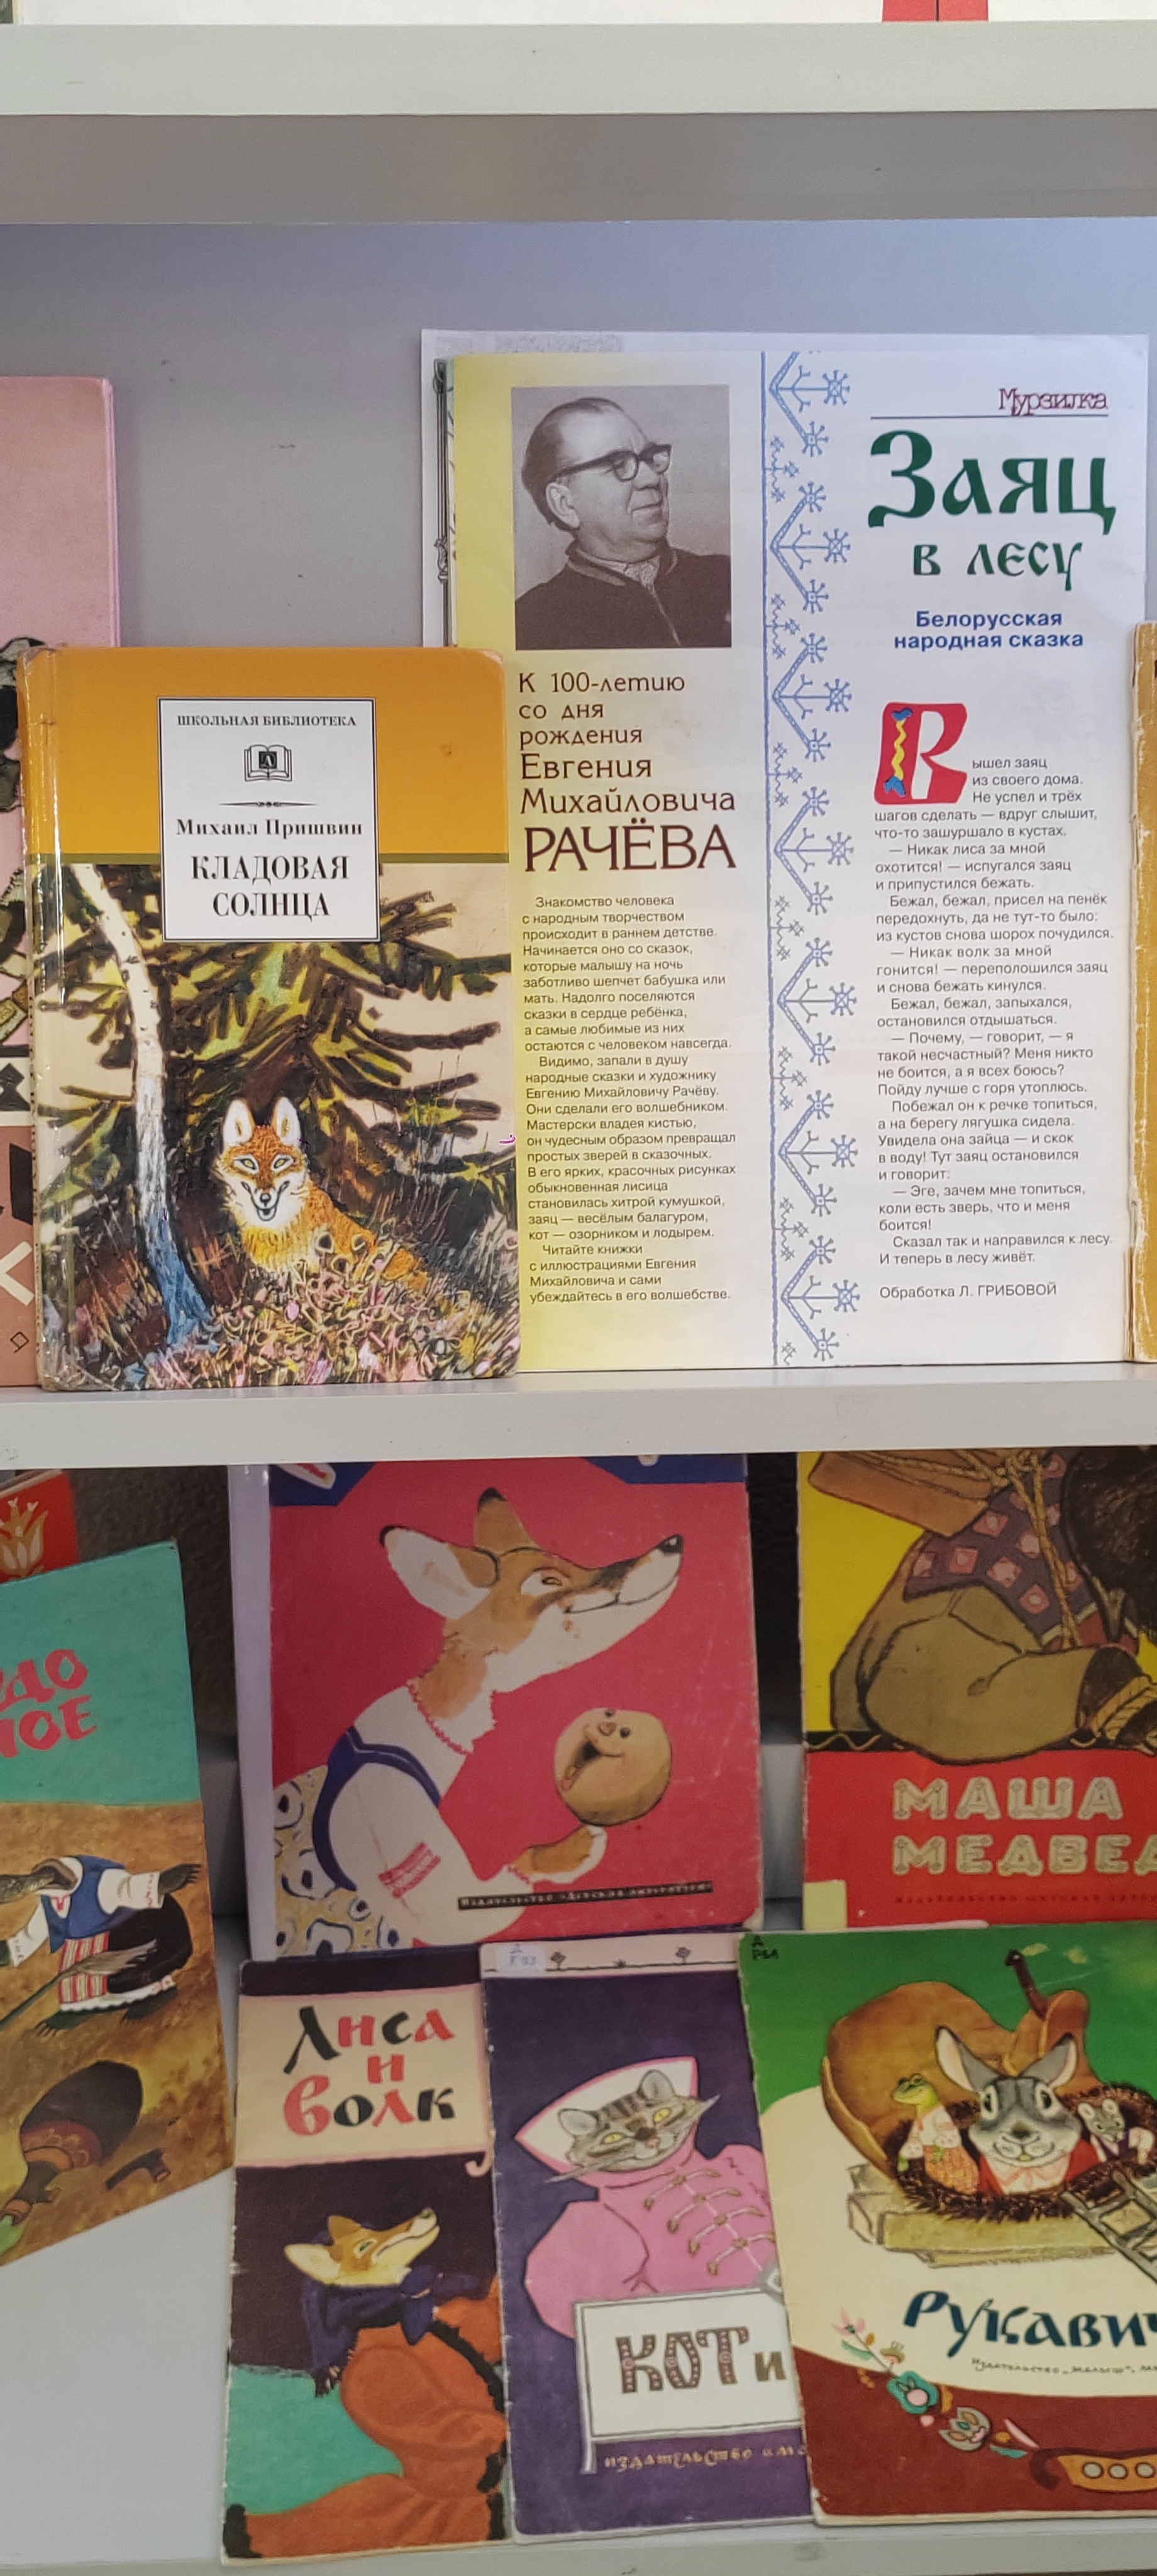 ШКОЛЬНАЯ БИБЛИОТЕКА
Михаил Пришвин
КЛАДОВАЯ
СОЛНЦА
К 100-летию
со дня
рождения
Евгения
Михайловича
РАЧЁВА
Знакомство человека
с народным творчеством
происходит в раннем детстве.
Начинается оно со сказок,
которые малышу на ночь
заботливо шепчет бабушка или
мать. Надолго поселяются
сказки в сердце ребёнка,
а самые любимые из них
остаются с человеком навсегда.
Видимо, запали в душу
народные сказки и художнику
Евгению Михайловичу Рачёву.
Они сделали его волшебником.
Мастерски владея кистью,
он чудесным образом превращал
простых зверей в сказочных.
В его ярких, красочных рисунках
обыкновенная лисица
становилась хитрой кумушкой,
заяц — весёлым балагуром,
кот — озорником и лодырем.
Читайте книжки
с иллюстрациями Евгения
Михайловича и сами
убеждайтесь в его волшебстве.
Мурзилка
Заяц
в лесу
Белорусская
народная сказка
Вышел заяц
из своего дома.
Не успел и трёх
шагов сделать — вдруг слышит,
что-то зашуршало в кустах.
— Никак лиса за мной
охотится! — испугался заяц
и припустился бежать.
Бежал, бежал, присел на пенёк
передохнуть, да не тут-то было:
из кустов снова шорох почудился.
— Никак волк за мной
гонится! — переполошился заяц
и снова бежать кинулся.
Бежал, бежал, запыхался,
остановился отдышаться.
— Почему, — говорит, — я
такой несчастный? Меня никто
не боится, а я всех боюсь?
Пойду лучше с горя утоплюсь.
Побежал он к речке топиться,
а на берегу лягушка сидела.
Увидела она зайца — и скок
в воду! Тут заяц остановился
и говорит:
— Эге, зачем мне топиться,
коли есть зверь, что и меня
боится!
Сказал так и направился к лесу.
И теперь в лесу живёт.
Обработка Л. ГРИБОВОЙ
Издательство «Детская литература»
МАША
МЕДВЕД
Лиса
и
волк
КОТ и
издательство
Рукавич
Издательство „малыш“